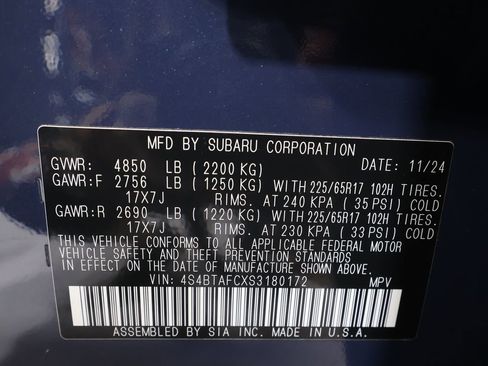 MFD BY SUBARU CORPORATION
GVWR: 4850 LB (2200 KG) DATE: 11/24
GAWR:F 2756 LB (1250 KG) WITH 225/65R17 102H TIRES.
17X7J RIMS. AT 240 KPA ( 35 PSI) COLD
GAWR:R 2690 LB (1220 KG) WITH 225/65R17 102H TIRES.
17X7J RIMS. AT 230 KPA ( 33 PSI) COLD
THIS VEHICLE CONFORMS TO ALL APPLICABLE FEDERAL MOTOR
VEHICLE SAFETY AND THEFT PREVENTION STANDARDS
IN EFFECT ON THE DATE OF MANUFACTURE SHOWN ABOVE.
VIN: 4S4BTAFCXS3180172 MPV
ASSEMBLED BY SIA INC. MADE IN U.S.A.